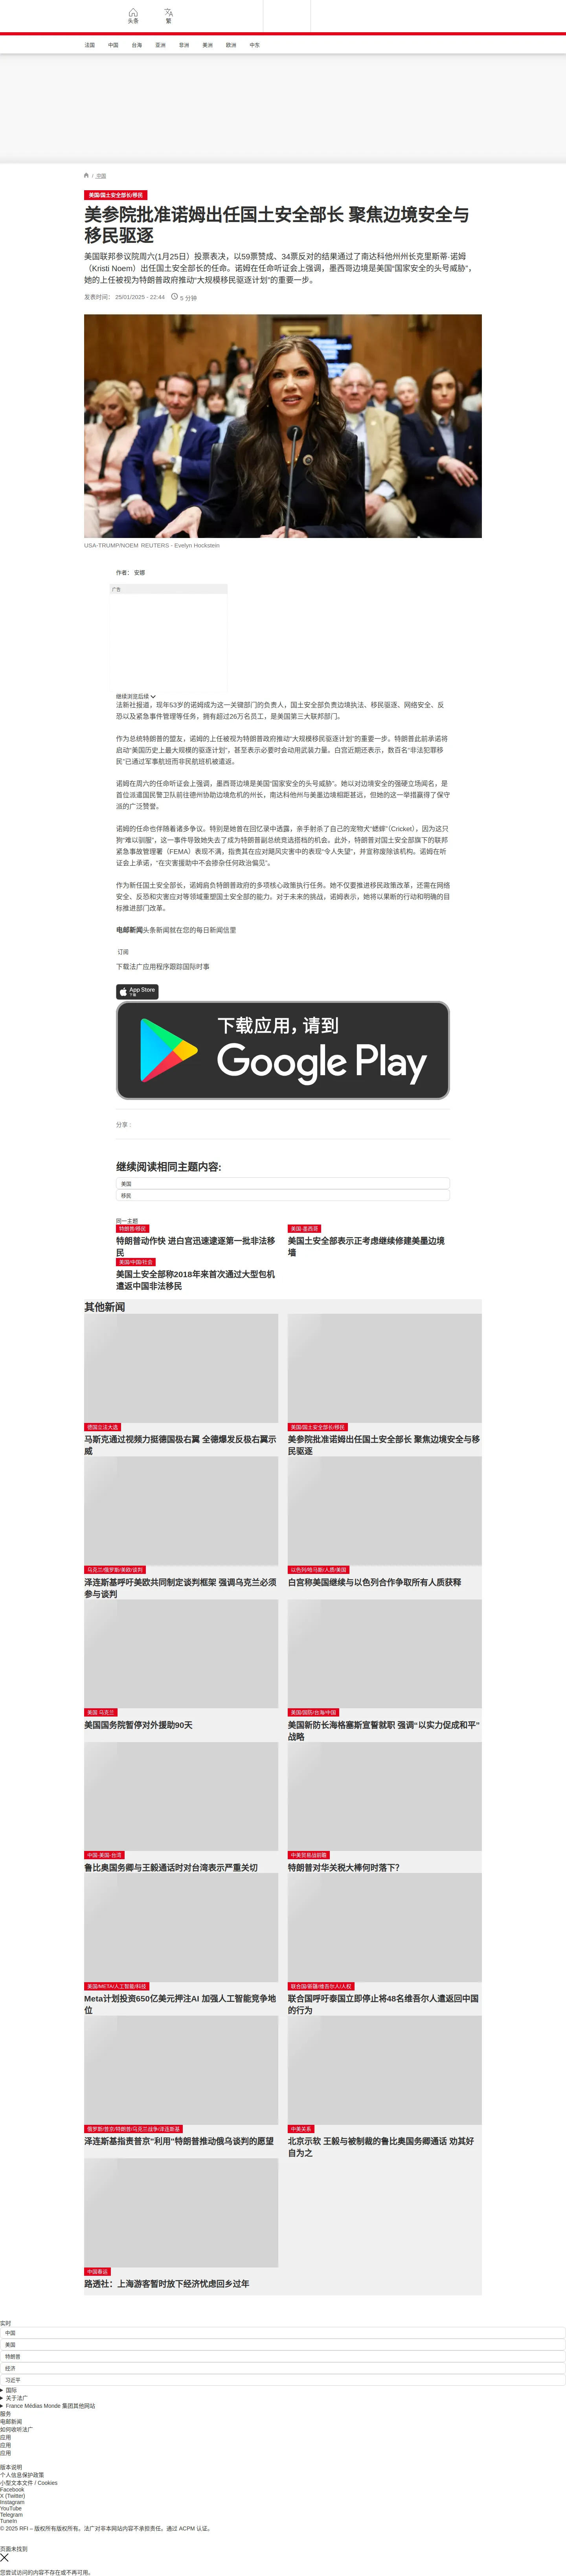 头条
繁
法国 中国 台海 亚洲 非洲 美洲 欧洲 中东
/ 中国
美国/国土安全部长/移民
美参院批准诺姆出任国土安全部长 聚焦边境安全与
移民驱逐
美国联邦参议院周六(1月25日）投票表决，以59票赞成、34票反对的结果通过了南达科他州州长克里斯蒂·诺姆
（Kristi Noem）出任国土安全部长的任命。诺姆在任命听证会上强调，墨西哥边境是美国“国家安全的头号威胁”，
她的上任被视为特朗普政府推动“大规模移民驱逐计划”的重要一步。
发表时间： 25/01/2025 - 22:44 5 分钟
USA-TRUMP/NOEM REUTERS - Evelyn Hockstein
作者： 安娜
广告
继续浏览后续
法新社报道，现年53岁的诺姆成为这一关键部门的负责人，国土安全部负责边境执法、移民驱逐、网络安全、反
恐以及紧急事件管理等任务，拥有超过26万名员工，是美国第三大联邦部门。
作为总统特朗普的盟友，诺姆的上任被视为特朗普政府推动“大规模移民驱逐计划”的重要一步。特朗普此前承诺将
启动“美国历史上最大规模的驱逐计划”，甚至表示必要时会动用武装力量。白宫近期还表示，数百名“非法犯罪移
民”已通过军事航班而非民航班机被遣返。
诺姆在周六的任命听证会上强调，墨西哥边境是美国“国家安全的头号威胁”。她以对边境安全的强硬立场闻名，是
首位派遣国民警卫队前往德州协助边境危机的州长，南达科他州与美墨边境相距甚远，但她的这一举措赢得了保守
派的广泛赞誉。
诺姆的任命也伴随着诸多争议。特别是她曾在回忆录中透露，亲手射杀了自己的宠物犬“蟋蟀”（Cricket)，因为这只
狗“难以驯服”，这一事件导致她失去了成为特朗普副总统竞选搭档的机会。此外，特朗普对国土安全部旗下的联邦
紧急事故管理署（FEMA）表现不满，指责其在应对飓风灾害中的表现“令人失望”，并宣称废除该机构。诺姆在听
证会上承诺，“在灾害援助中不会掺杂任何政治偏见”。
作为新任国土安全部长，诺姆肩负特朗普政府的多项核心政策执行任务。她不仅要推进移民政策改革，还需在网络
安全、反恐和灾害应对等领域重塑国土安全部的能力。对于未来的挑战，诺姆表示，她将以果断的行动和明确的目
标推进部门改革。
电邮新闻头条新闻就在您的每日新闻信里
订阅
下载法广应用程序跟踪国际时事
App Store
下载
下载应用，请到
Google Play
分享 :
继续阅读相同主题内容:
美国
移民
同一主题
特朗普/移民
特朗普动作快 进白宫迅速遣逐第一批非法移
民
美国-墨西哥
美国土安全部表示正考虑继续修建美墨边境
墙
美国/中国/社会
美国土安全部称2018年来首次通过大型包机
遣返中国非法移民
其他新闻
德国立法大选
马斯克通过视频力挺德国极右翼 全德爆发反极右翼示
威
美国/国土安全部长/移民
美参院批准诺姆出任国土安全部长 聚焦边境安全与移
民驱逐
乌克兰/俄罗斯/美欧/谈判
泽连斯基呼吁美欧共同制定谈判框架 强调乌克兰必须
参与谈判
以色列/哈马斯/人质/美国
白宫称美国继续与以色列合作争取所有人质获释
美国 乌克兰
美国国务院暂停对外援助90天
美国/国防/台海/中国
美国新防长海格塞斯宣誓就职 强调“以实力促成和平”
战略
中国-美国-台湾
鲁比奥国务卿与王毅通话时对台湾表示严重关切
中美贸易战前瞻
特朗普对华关税大棒何时落下?
美国/META/人工智能/科技
Meta计划投资650亿美元押注AI 加强人工智能竞争地
位
联合国/新疆/维吾尔人/人权
联合国呼吁泰国立即停止将48名维吾尔人遣返回中国
的行为
俄罗斯/普京/特朗普/乌克兰战争/泽连斯基
泽连斯基指责普京"利用"特朗普推动俄乌谈判的愿望
中美关系
北京示软 王毅与被制裁的鲁比奥国务卿通话 劝其好
自为之
中国春运
路透社：上海游客暂时放下经济忧虑回乡过年
实时
中国
美国
特朗普
经济
习近平
国际
关于法广
France Médias Monde 集团其他网站
服务
电邮新闻
如何收听法广
应用
应用
应用
版本说明
个人信息保护政策
小型文本文件 / Cookies
Facebook
X (Twitter)
Instagram
YouTube
Telegram
TuneIn
© 2025 RFI – 版权所有版权所有。法广对非本网站内容不承担责任。通过 ACPM 认证。
页面未找到
您尝试访问的内容不存在或不再可用。